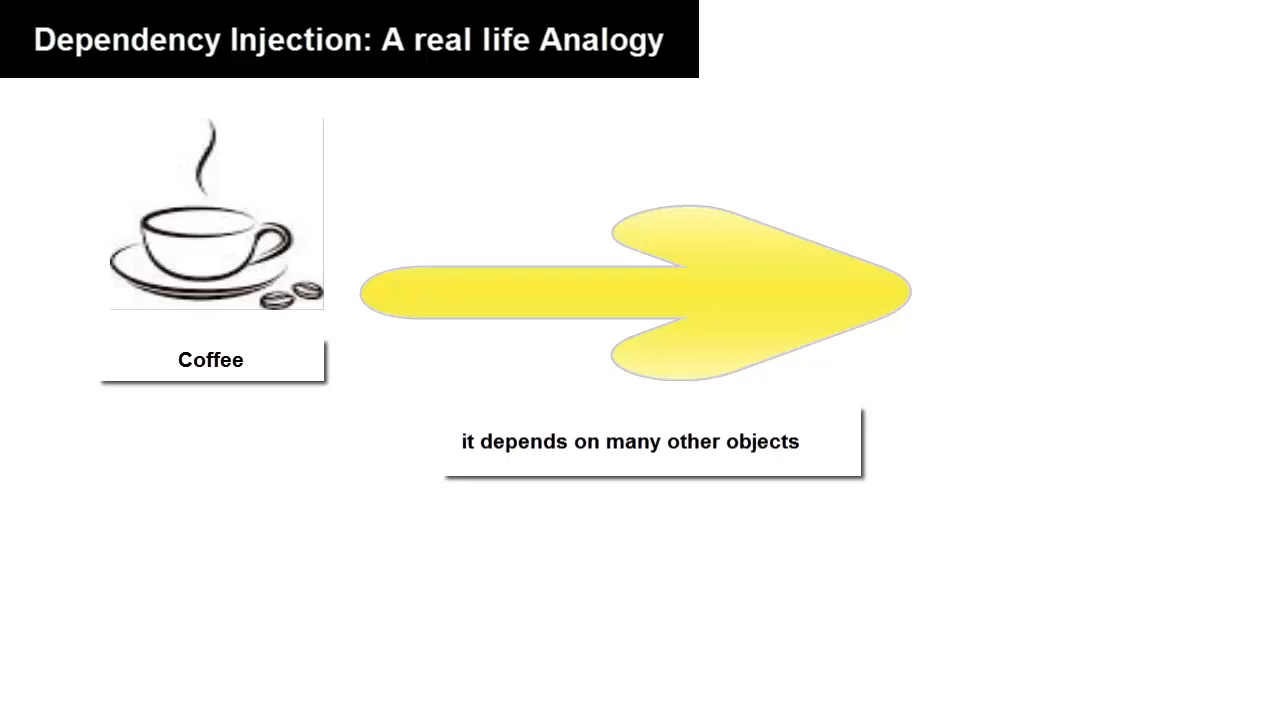 Dependency Injection: A real life Analogy
Coffee
it depends on many other objects